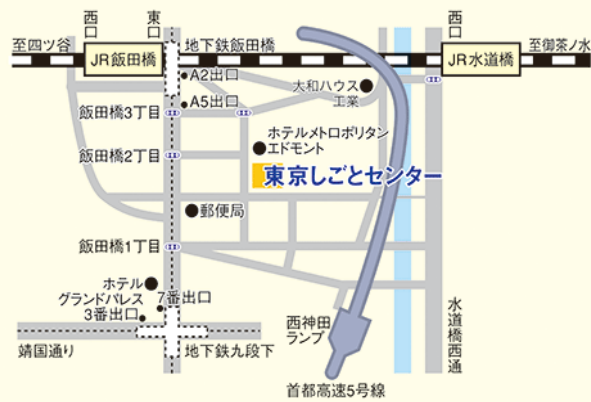 西口
東口
西口
至四ツ谷
JR飯田橋
地下鉄飯田橋
JR水道橋
至御茶ノ水
A2出口
大和ハウス
工業
A5出口
飯田橋3丁目
ホテルメトロポリタン
エドモント
飯田橋2丁目
東京しごとセンター
郵便局
飯田橋1丁目
ホテル
グランドパレス
7番出口
3番出口
西神田
ランプ
水道橋西通
靖国通り
地下鉄九段下
首都高速5号線